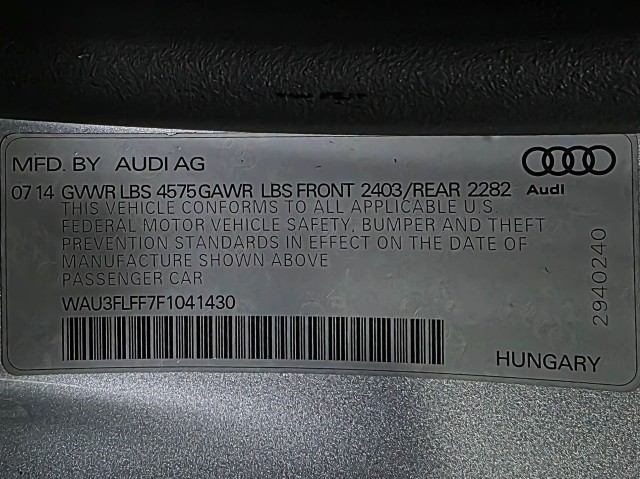 MFD. BY AUDI AG
07 14 GVWR LBS 4575 GAWR LBS FRONT 2403/REAR 2282
Audi
THIS VEHICLE CONFORMS TO ALL APPLICABLE U.S.
FEDERAL MOTOR VEHICLE SAFETY, BUMPER AND THEFT
PREVENTION STANDARDS IN EFFECT ON THE DATE OF
MANUFACTURE SHOWN ABOVE
PASSENGER CAR
WAU3FLFF7F1041430
HUNGARY
2940240